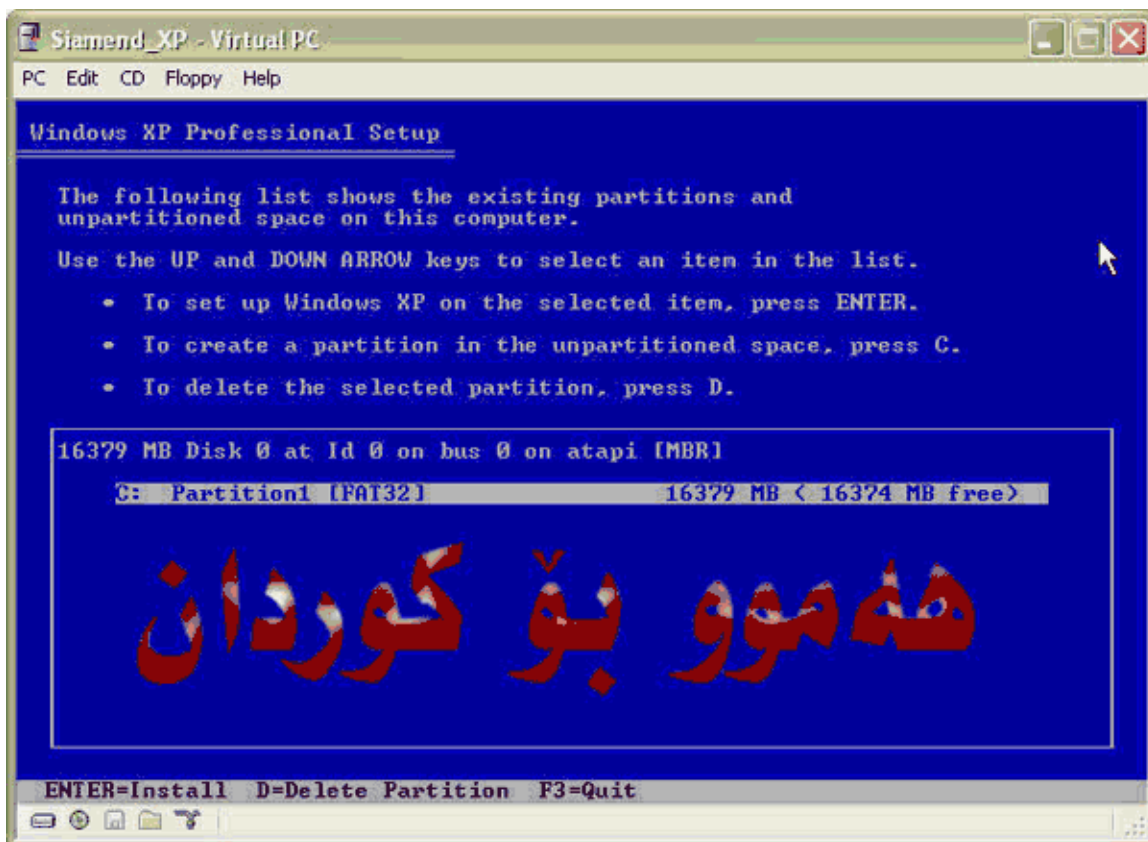 Siamend_XP - Virtual PC
PC Edit CD Floppy Help
Windows XP Professional Setup
The following list shows the existing partitions and
unpartitioned space on this computer.
Use the UP and DOWN ARROW keys to select an item in the list.
• To set up Windows XP on the selected item, press ENTER.
• To create a partition in the unpartitioned space, press C.
• To delete the selected partition, press D.
16379 MB Disk 0 at Id 0 on bus 0 on atapi [MBR]
C: Partition1 [FAT32] 16379 MB ( 16374 MB free)
هەموو بۆ کوردان
ENTER=Install D=Delete Partition F3=Quit